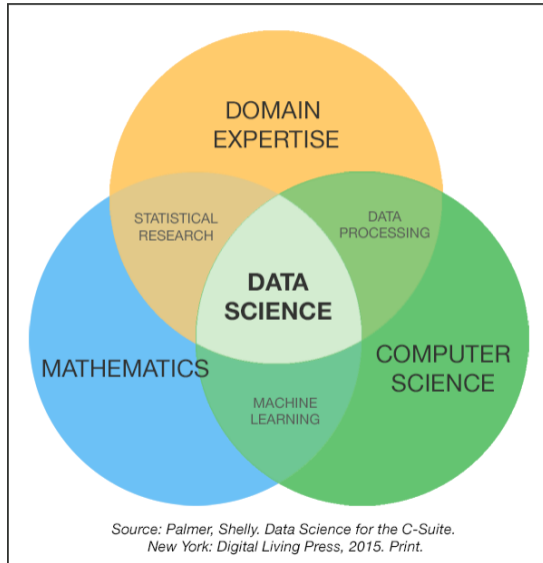 DOMAIN
EXPERTISE
STATISTICAL
RESEARCH
DATA
PROCESSING
DATA
SCIENCE
MATHEMATICS
COMPUTER
SCIENCE
MACHINE
LEARNING
Source: Palmer, Shelly. Data Science for the C-Suite.
New York: Digital Living Press, 2015. Print.